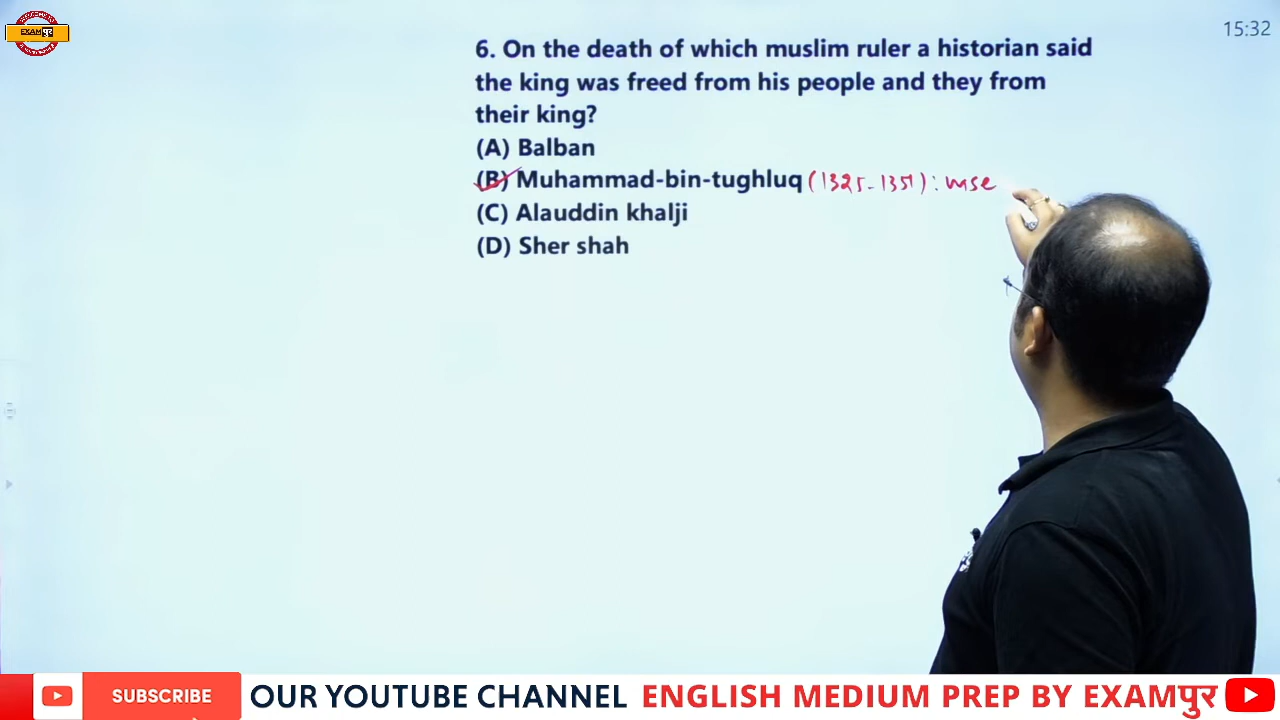 EXAMपुर
15:32
6. On the death of which muslim ruler a historian said
the king was freed from his people and they from
their king?
(A) Balban
(B) Muhammad-bin-tughluq (1325-1351): mse
(C) Alauddin khalji
(D) Sher shah
SUBSCRIBE OUR YOUTUBE CHANNEL ENGLISH MEDIUM PREP BY EXAMपुर